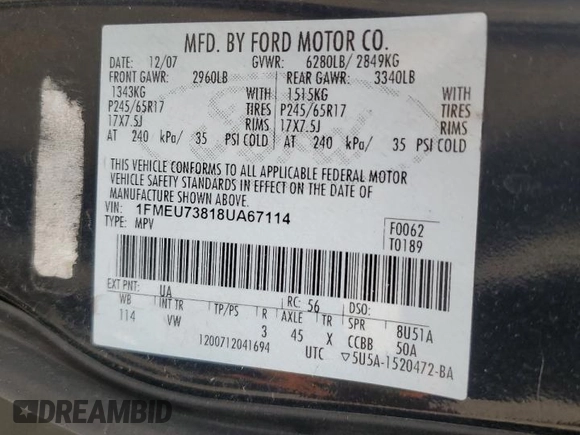 MFD. BY FORD MOTOR CO.
DATE: 12/07 GVWR: 6280LB/ 2849KG
FRONT GAWR: 2960LB REAR GAWR: 3340LB
1343KG 1515KG
P245/65R17 TIRES P245/65R17 TIRES
17X7.5J RIMS 17X7.5J RIMS
AT 240 kPa/ 35 PSI COLD AT 240 kPa/ 35 PSI COLD
THIS VEHICLE CONFORMS TO ALL APPLICABLE FEDERAL MOTOR
VEHICLE SAFETY STANDARDS IN EFFECT ON THE DATE OF
MANUFACTURE SHOWN ABOVE.
VIN: 1FMEU73818UA67114
TYPE: MPV
F0062
T0189
EXT PNT: UA RC: 56 DSO:
WB INT TR TP/PS R AXLE TR SPR 8U51A
114 VW 3 45 X CCBB 50A
1200712041694 UTC ▽5U5A-1520472-BA
DREAMBID